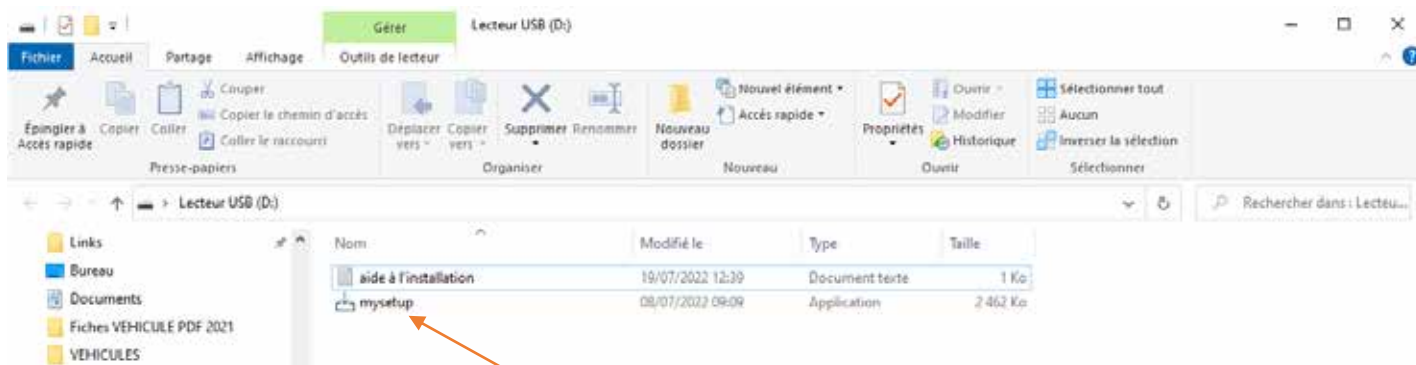 Gérer Lecteur USB (D:)
Fichier Accueil Partage Affichage Outils de lecteur
Épingler à Accès rapide
Copier
Coller
Couper
Copier le chemin d'accès
Coller le raccourci
Presse-papiers
Déplacer vers
Copier vers
Supprimer
Renommer
Organiser
Nouveau dossier
Nouvel élément
Accès rapide
Nouveau
Propriétés
Ouvrir
Modifier
Historique
Ouvrir
Sélectionner tout
Aucun
Inverser la sélection
Sélectionner
Lecteur USB (D:)
Rechercher dans : Lecteu...
Links
Bureau
Documents
Fiches VEHICULE PDF 2021
VEHICULES
Nom Modifié le Type Taille
aide à l'installation 19/07/2022 12:39 Document texte 1 Ko
mysetup 08/07/2022 09:09 Application 2 462 Ko